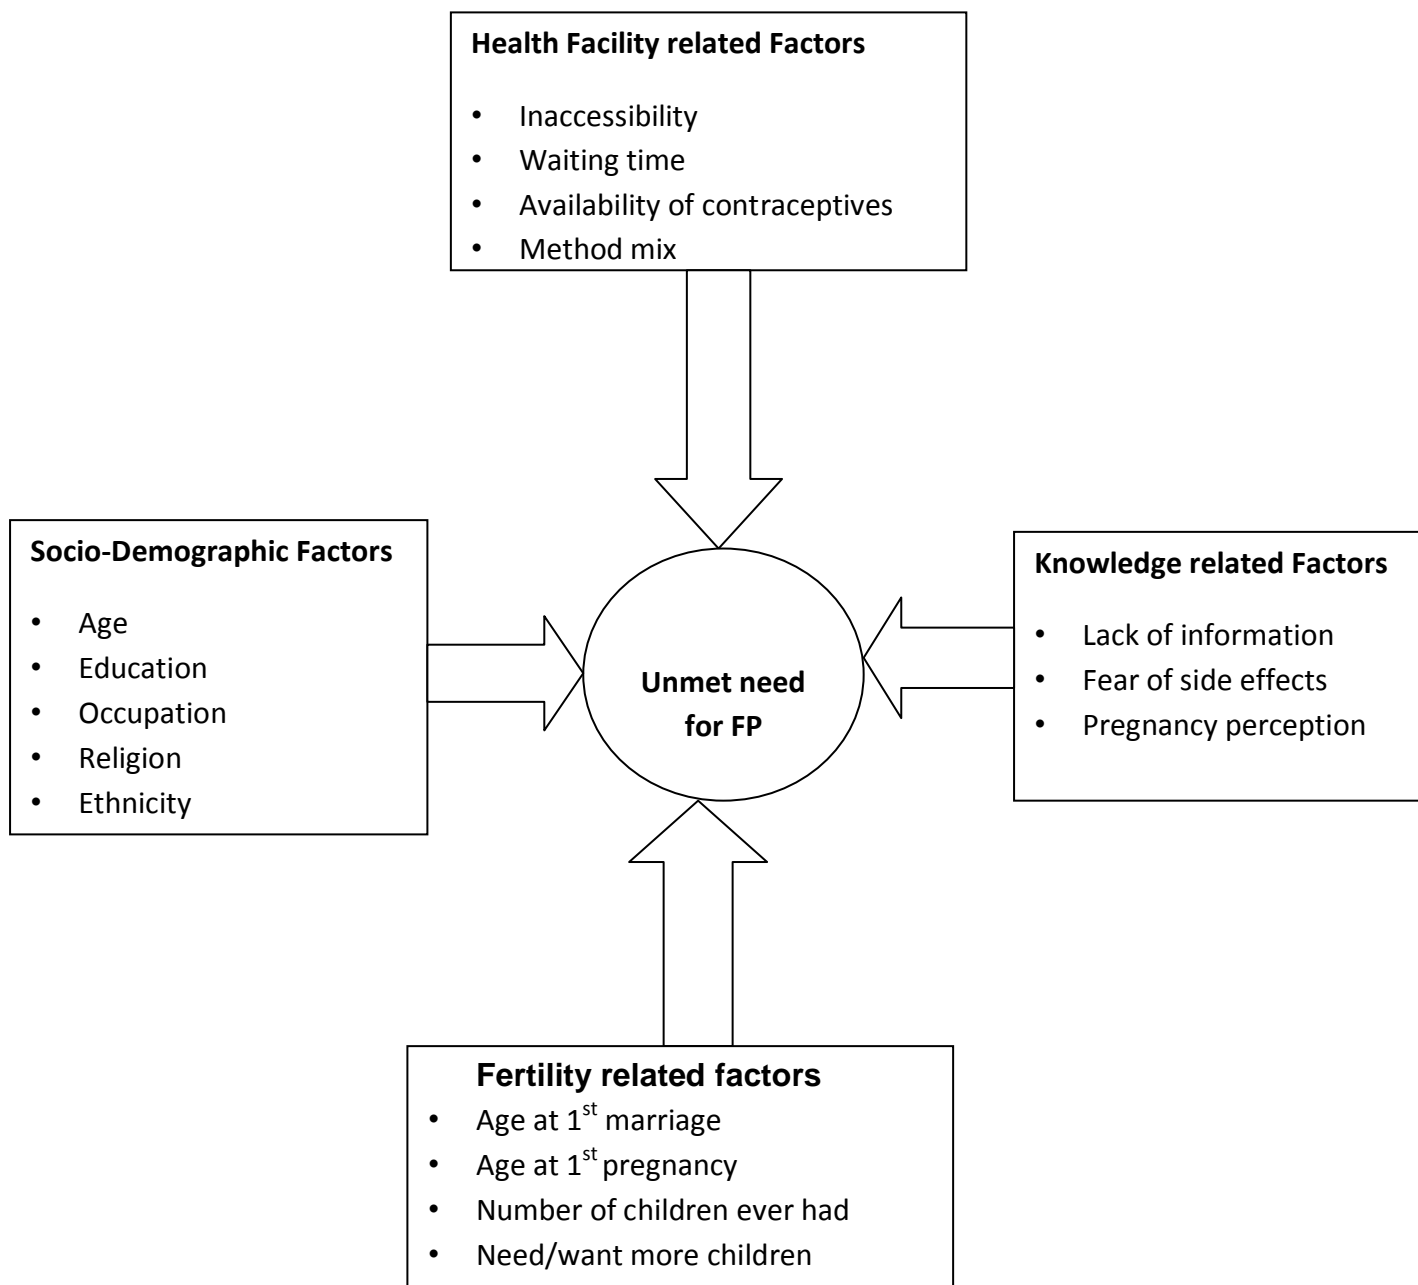 Health Facility related Factors
• Inaccessibility
• Waiting time
• Availability of contraceptives
• Method mix
Socio-Demographic Factors
• Age
• Education
• Occupation
• Religion
• Ethnicity
Unmet need
for FP
Knowledge related Factors
• Lack of information
• Fear of side effects
• Pregnancy perception
Fertility related factors
• Age at 1st marriage
• Age at 1st pregnancy
• Number of children ever had
• Need/want more children